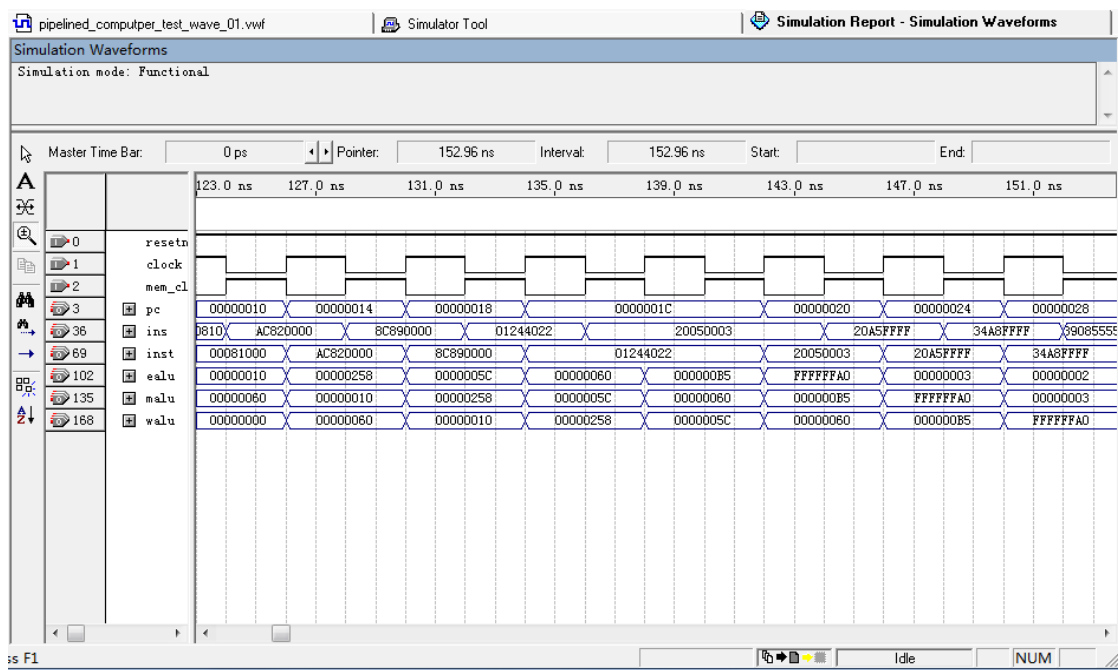 pipelined_computper_test_wave_01.vwf Simulator Tool Simulation Report - Simulation Waveforms
Simulation Waveforms
Simulation mode: Functional
Master Time Bar: 0 ps Pointer: 152.96 ns Interval: 152.96 ns Start: End:
123.0 ns 127.0 ns 131.0 ns 135.0 ns 139.0 ns 143.0 ns 147.0 ns 151.0 ns
0 resetn
1 clock
2 mem_cl
3 pc 00000010 00000014 00000018 0000001C 00000020 00000024 00000028
36 ins 0810 AC820000 8C890000 01244022 20050003 20A5FFFF 34A8FFFF 39085555
69 inst 00081000 AC820000 8C890000 01244022 20050003 20A5FFFF 34A8FFFF
102 ealu 00000010 00000258 0000005C 00000060 000000B5 FFFFFFA0 00000003 00000002
135 malu 00000060 00000010 00000258 0000005C 00000060 000000B5 FFFFFFA0 00000003
168 walu 00000000 00000060 00000010 00000258 0000005C 00000060 000000B5 FFFFFFA0
ss F1 Idle NUM